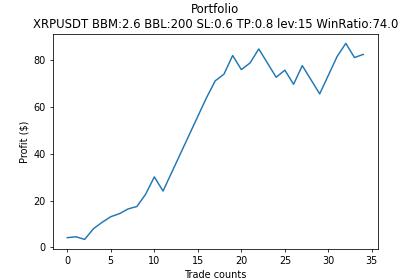 Portfolio
XRPUSDT BBM:2.6 BBL:200 SL:0.6 TP:0.8 lev:15 WinRatio:74.0
80
60
40
20
0
Profit ($)
0 5 10 15 20 25 30 35
Trade counts